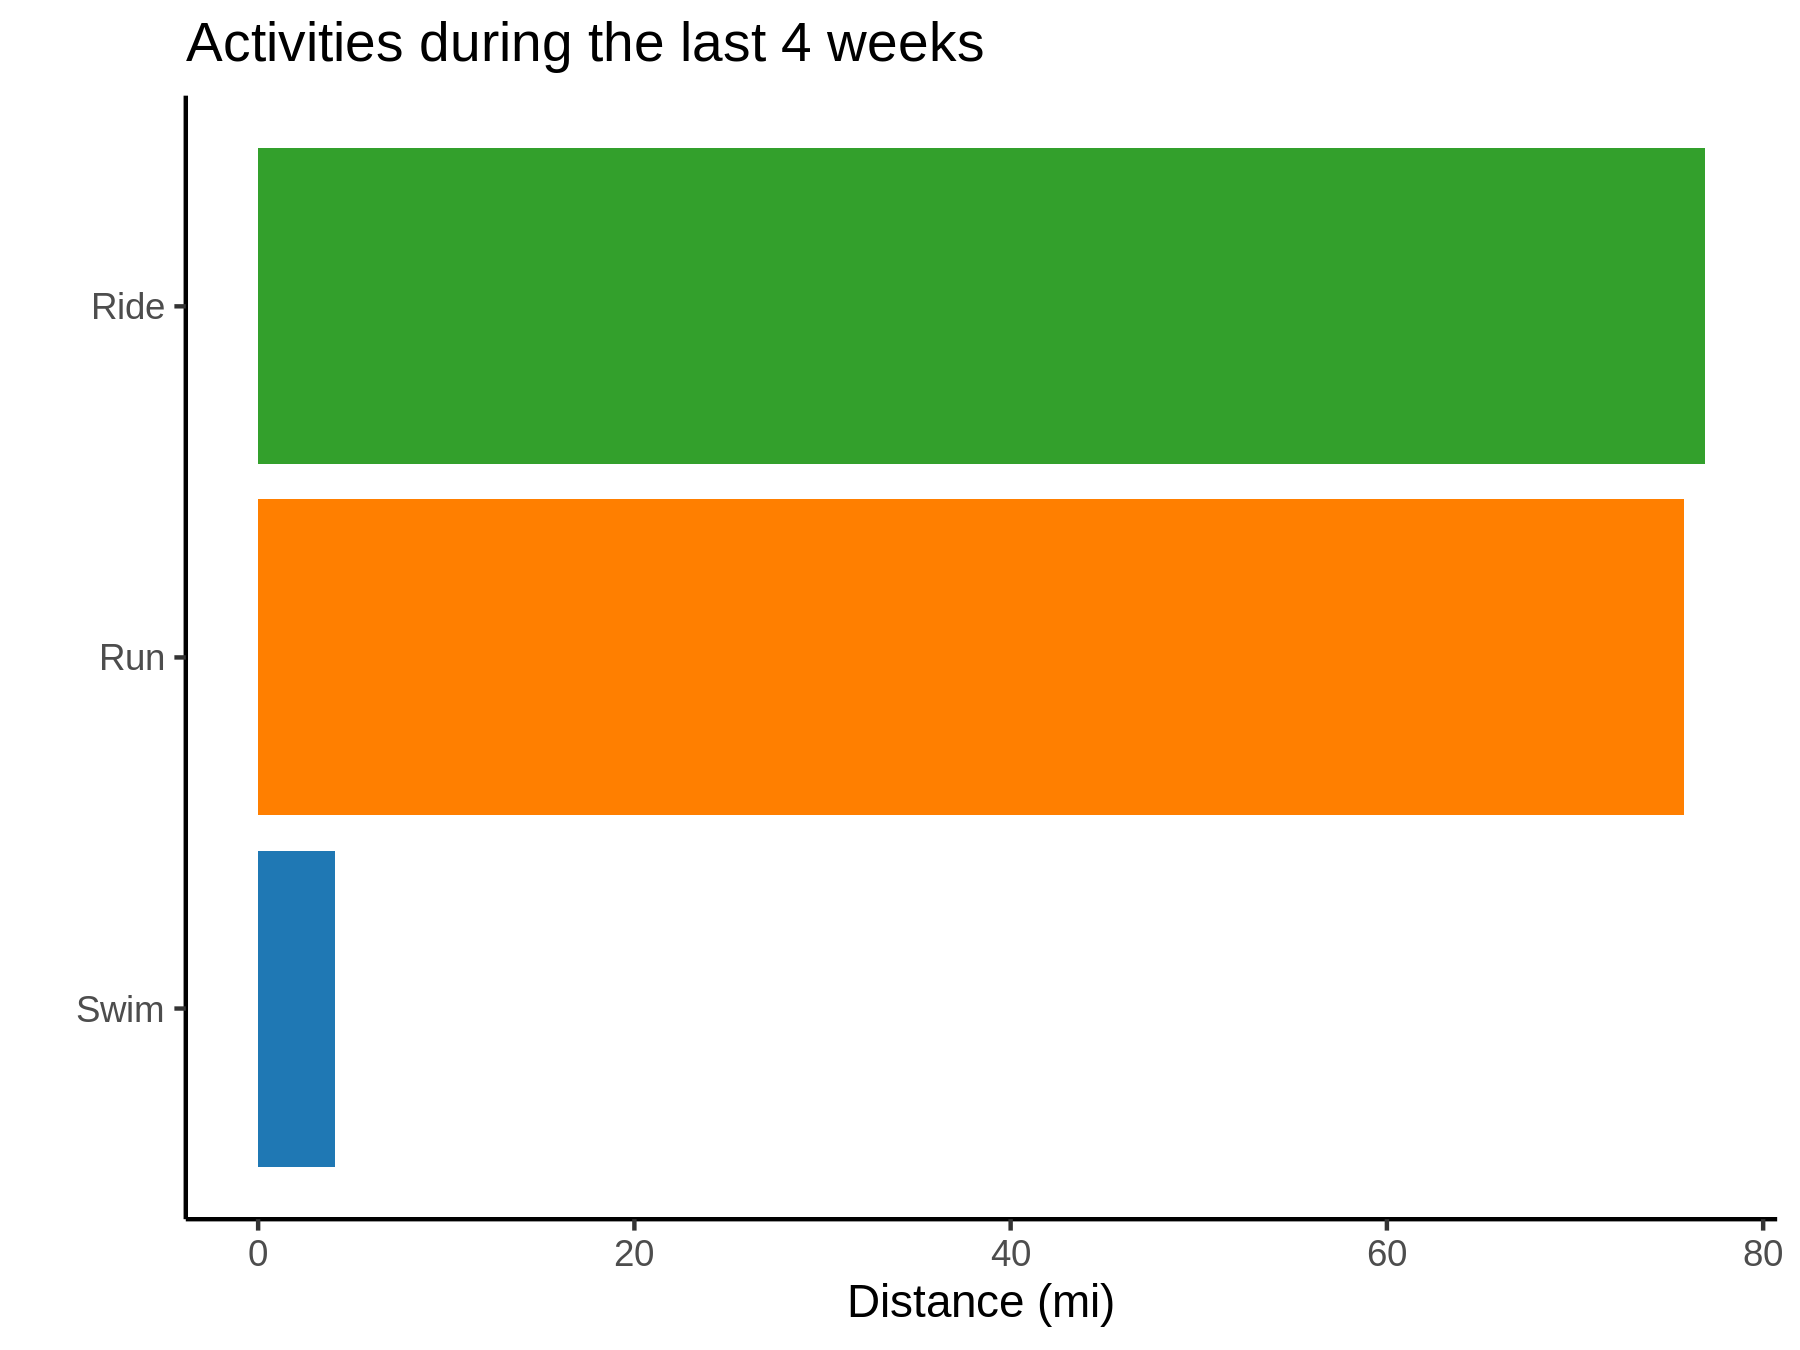 Activities during the last 4 weeks
Ride
Run
Swim
0 20 40 60 80
Distance (mi)